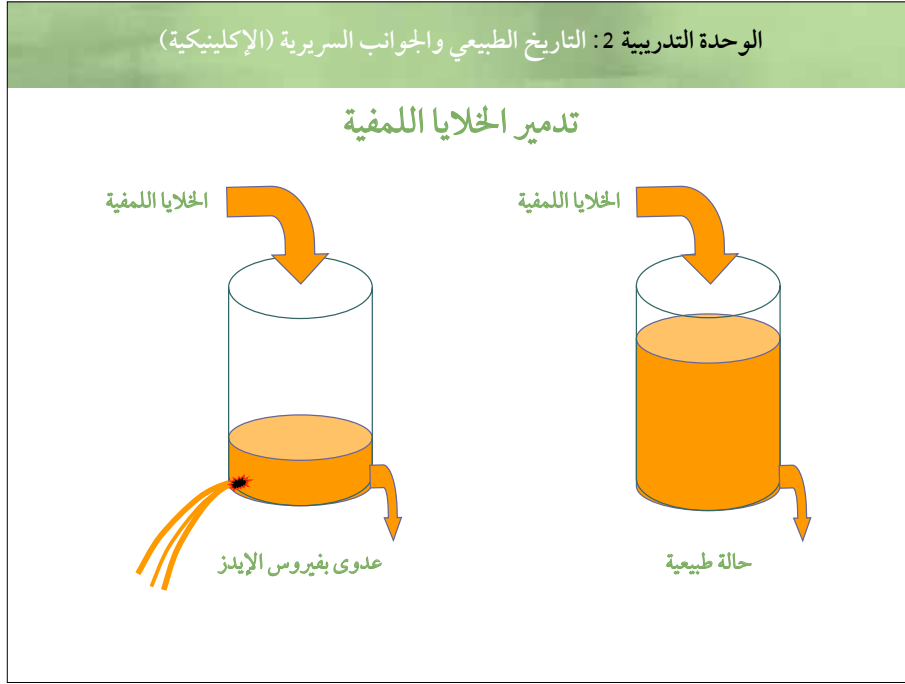 الوحدة التدريبية 2: التاريخ الطبيعي والجوانب السريرية (الإكلينيكية)
تدمير الخلايا اللمفية
الخلايا اللمفية
الخلايا اللمفية
حالة طبيعية
عدوى بفيروس الإيدز